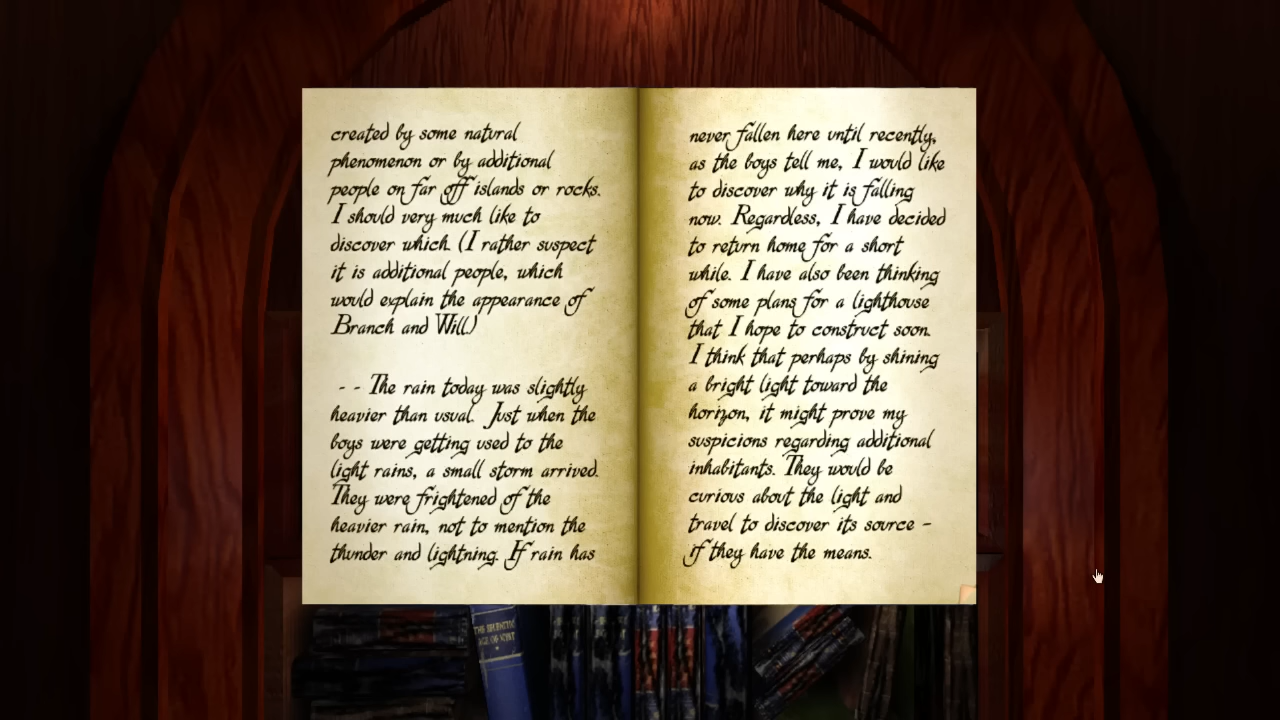 created by some natural
phenomenon or by additional
people on far off islands or rocks.
I should very much like to
discover which. (I rather suspect
it is additional people, which
would explain the appearance of
Branch and Will)
- - The rain today was slightly
heavier than usual. Just when the
boys were getting used to the
light rains, a small storm arrived.
They were frightened of the
heavier rain, not to mention the
thunder and lightning. If rain has
never fallen here until recently,
as the boys tell me, I would like
to discover why it is falling
now. Regardless, I have decided
to return home for a short
while. I have also been thinking
of some plans for a lighthouse
that I hope to construct soon.
I think that perhaps by shining
a bright light toward the
horizon, it might prove my
suspicions regarding additional
inhabitants. They would be
curious about the light and
travel to discover its source -
if they have the means.
THE
AGE OF